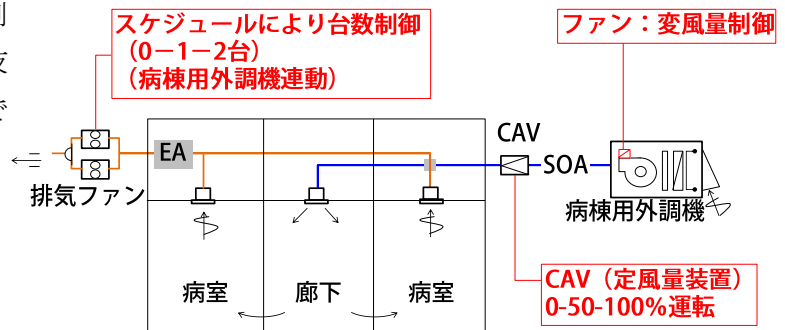 スケジュールにより台数制御
（0－1－2台）
（病棟用外調機連動）
ファン：変風量制御
CAV
EA
SOA
排気ファン
病棟用外調機
病室
廊下
病室
CAV（定風量装置）
0-50-100%運転